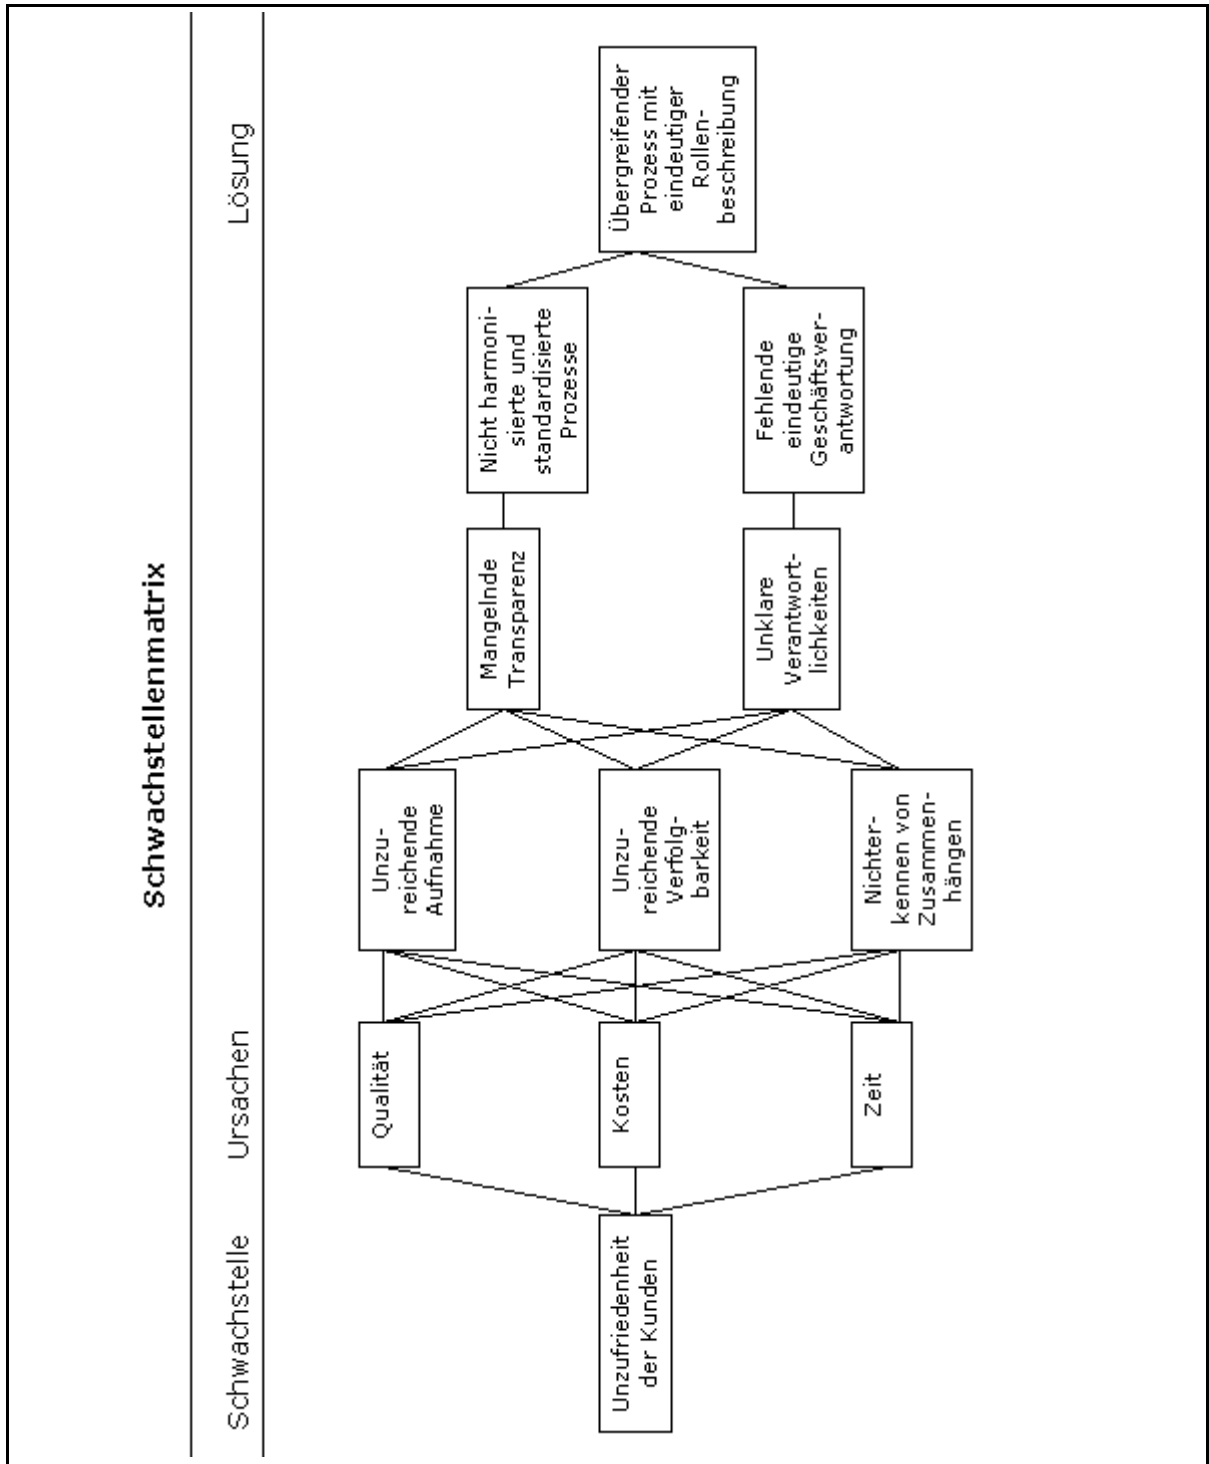 Schwachstellenmatrix
Schwachstelle
Ursachen
Lösung
Unzufriedenheit
der Kunden
Qualität
Kosten
Zeit
Unzu-
reichende
Aufnahme
Unzu-
reichende
Verfolg-
barkeit
Nichter-
kennen von
Zusammen-
hängen
Mangelnde
Transparenz
Unklare
Verantwort-
lichkeiten
Nicht harmoni-
sierte und
standardisierte
Prozesse
Fehlende
eindeutige
Geschäftsver-
antwortung
Übergreifender
Prozess mit
eindeutiger
Rollen-
beschreibung